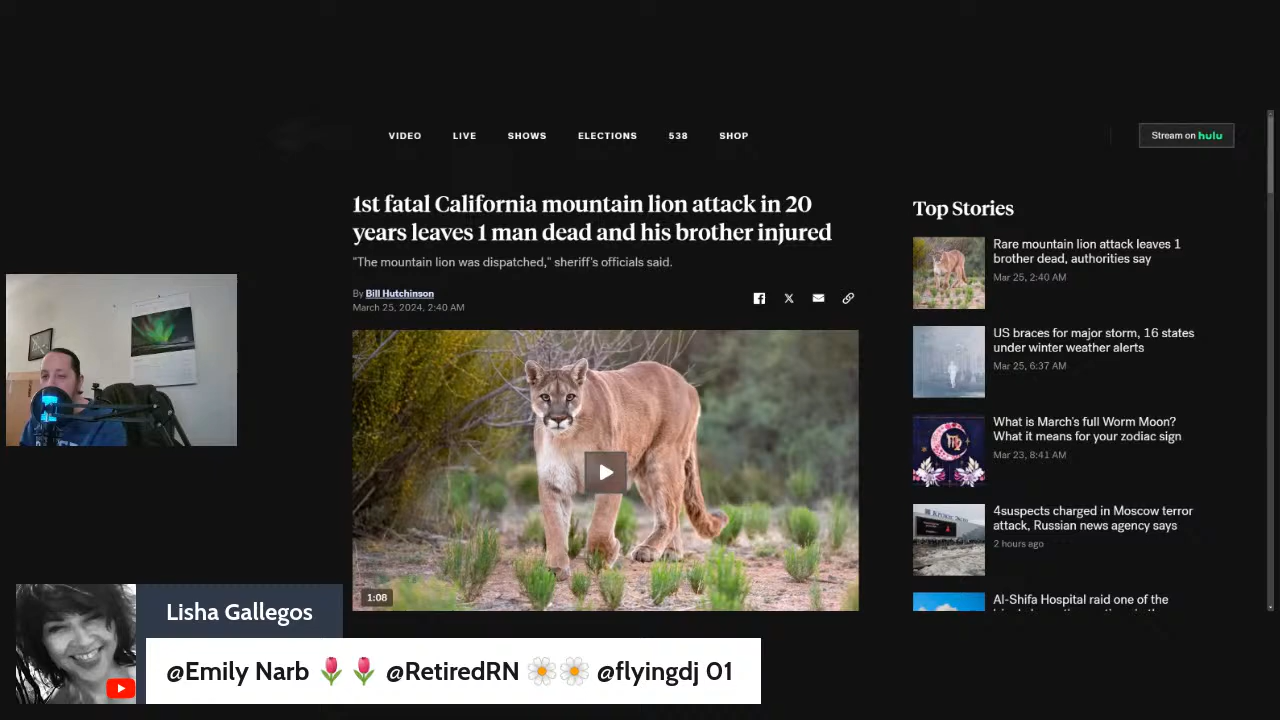 VIDEO LIVE SHOWS ELECTIONS 538 SHOP
Stream on hulu
1st fatal California mountain lion attack in 20
years leaves 1 man dead and his brother injured
"The mountain lion was dispatched," sheriff's officials said.
By Bill Hutchinson
March 25, 2024, 2:40 AM
1:08
Top Stories
Rare mountain lion attack leaves 1
brother dead, authorities say
Mar 25, 2:40 AM
US braces for major storm, 16 states
under winter weather alerts
Mar 25, 6:37 AM
What is March's full Worm Moon?
What it means for your zodiac sign
Mar 23, 8:41 AM
4suspects charged in Moscow terror
attack, Russian news agency says
2 hours ago
Al-Shifa Hospital raid one of the
Lisha Gallegos
@Emily Narb 🌷🌷 @RetiredRN 🌼🌼 @flyingdj 01